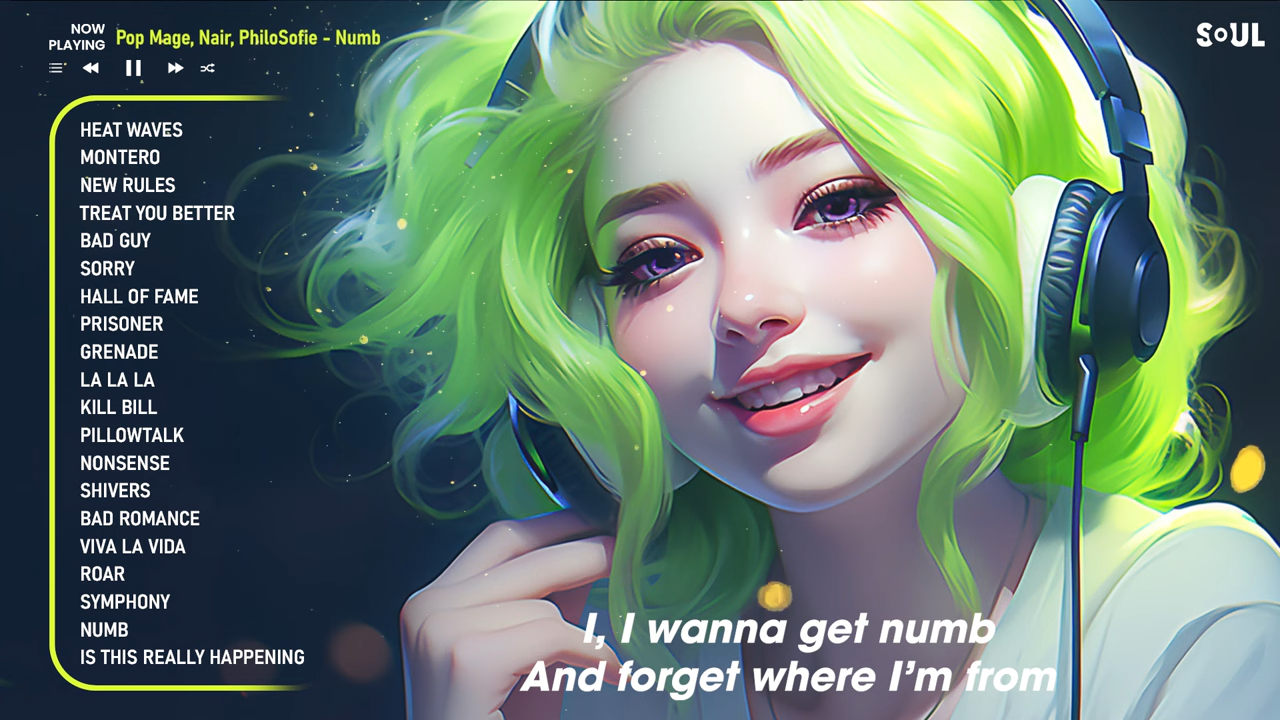 NOW
PLAYING
Pop Mage, Nair, PhiloSofie - Numb
SOUL
HEAT WAVES
MONTERO
NEW RULES
TREAT YOU BETTER
BAD GUY
SORRY
HALL OF FAME
PRISONER
GRENADE
LA LA LA
KILL BILL
PILLOWTALK
NONSENSE
SHIVERS
BAD ROMANCE
VIVA LA VIDA
ROAR
SYMPHONY
NUMB
IS THIS REALLY HAPPENING
I, I wanna get numb
And forget where I'm from